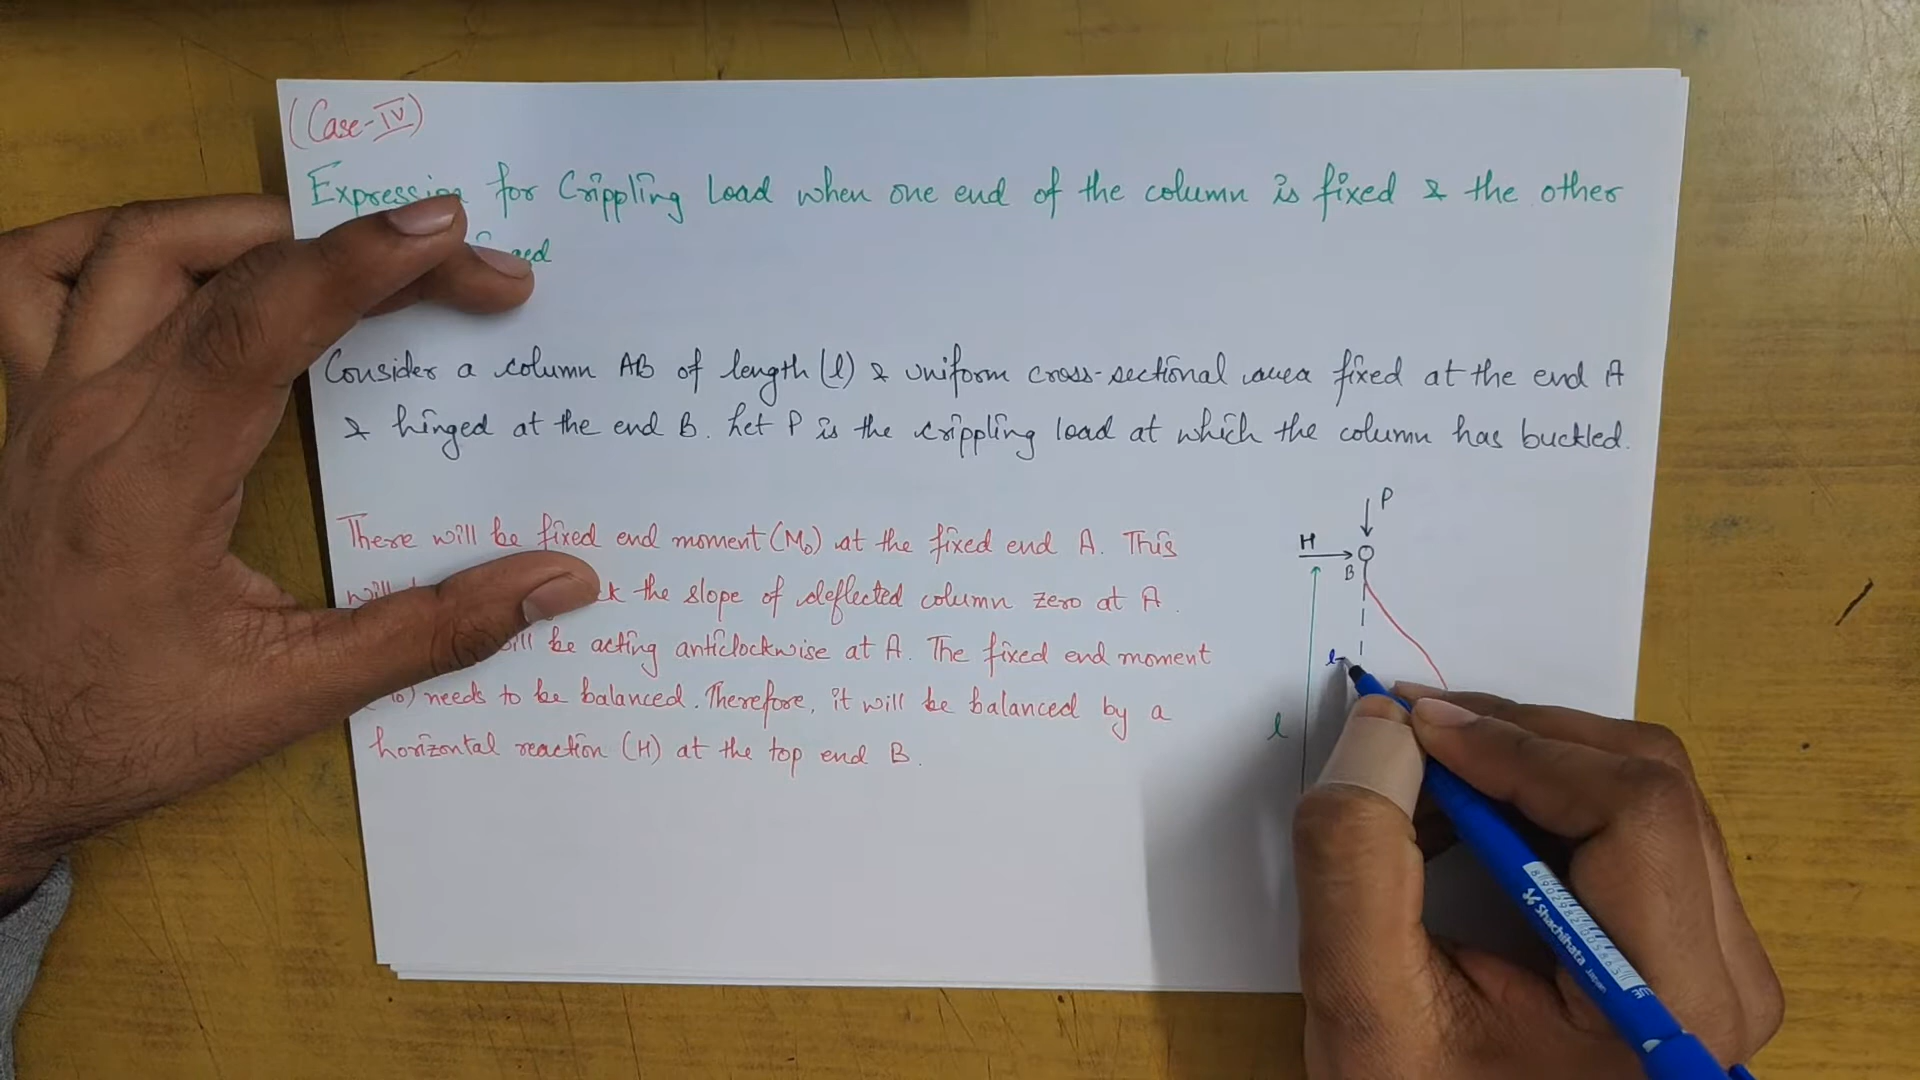 (Case-IV)
Expression for Crippling Load when one end of the column is fixed & the other
Consider a column AB of length (l) & uniform cross-sectional area fixed at the end A
& hinged at the end B. Let P is the crippling load at which the column has buckled.
There will be fixed end moment (M₀) at the fixed end A. This
the slope of deflected column zero at A.
be acting anticlockwise at A. The fixed end moment
needs to be balanced. Therefore, it will be balanced by a
horizontal reaction (H) at the top end B.
P
H
B
l-
l
Shachihata
JAPAN